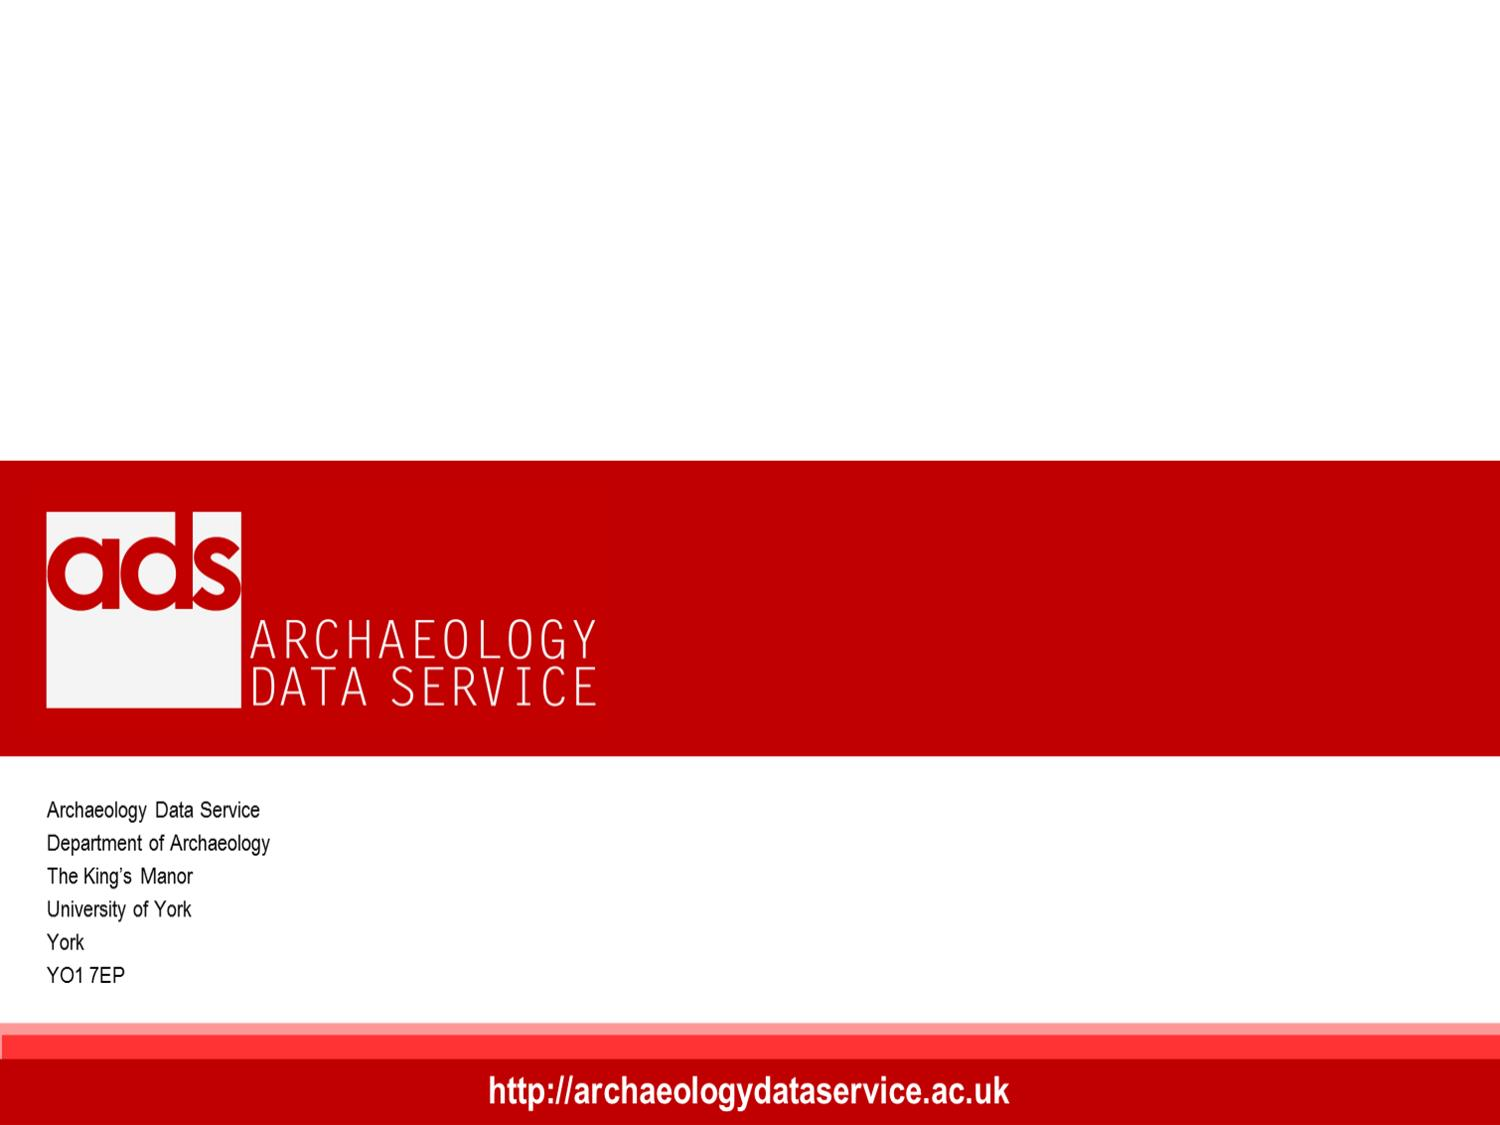 ads
ARCHAEOLOGY
DATA SERVICE
Archaeology Data Service
Department of Archaeology
The King’s Manor
University of York
York
YO1 7EP
http://archaeologydataservice.ac.uk